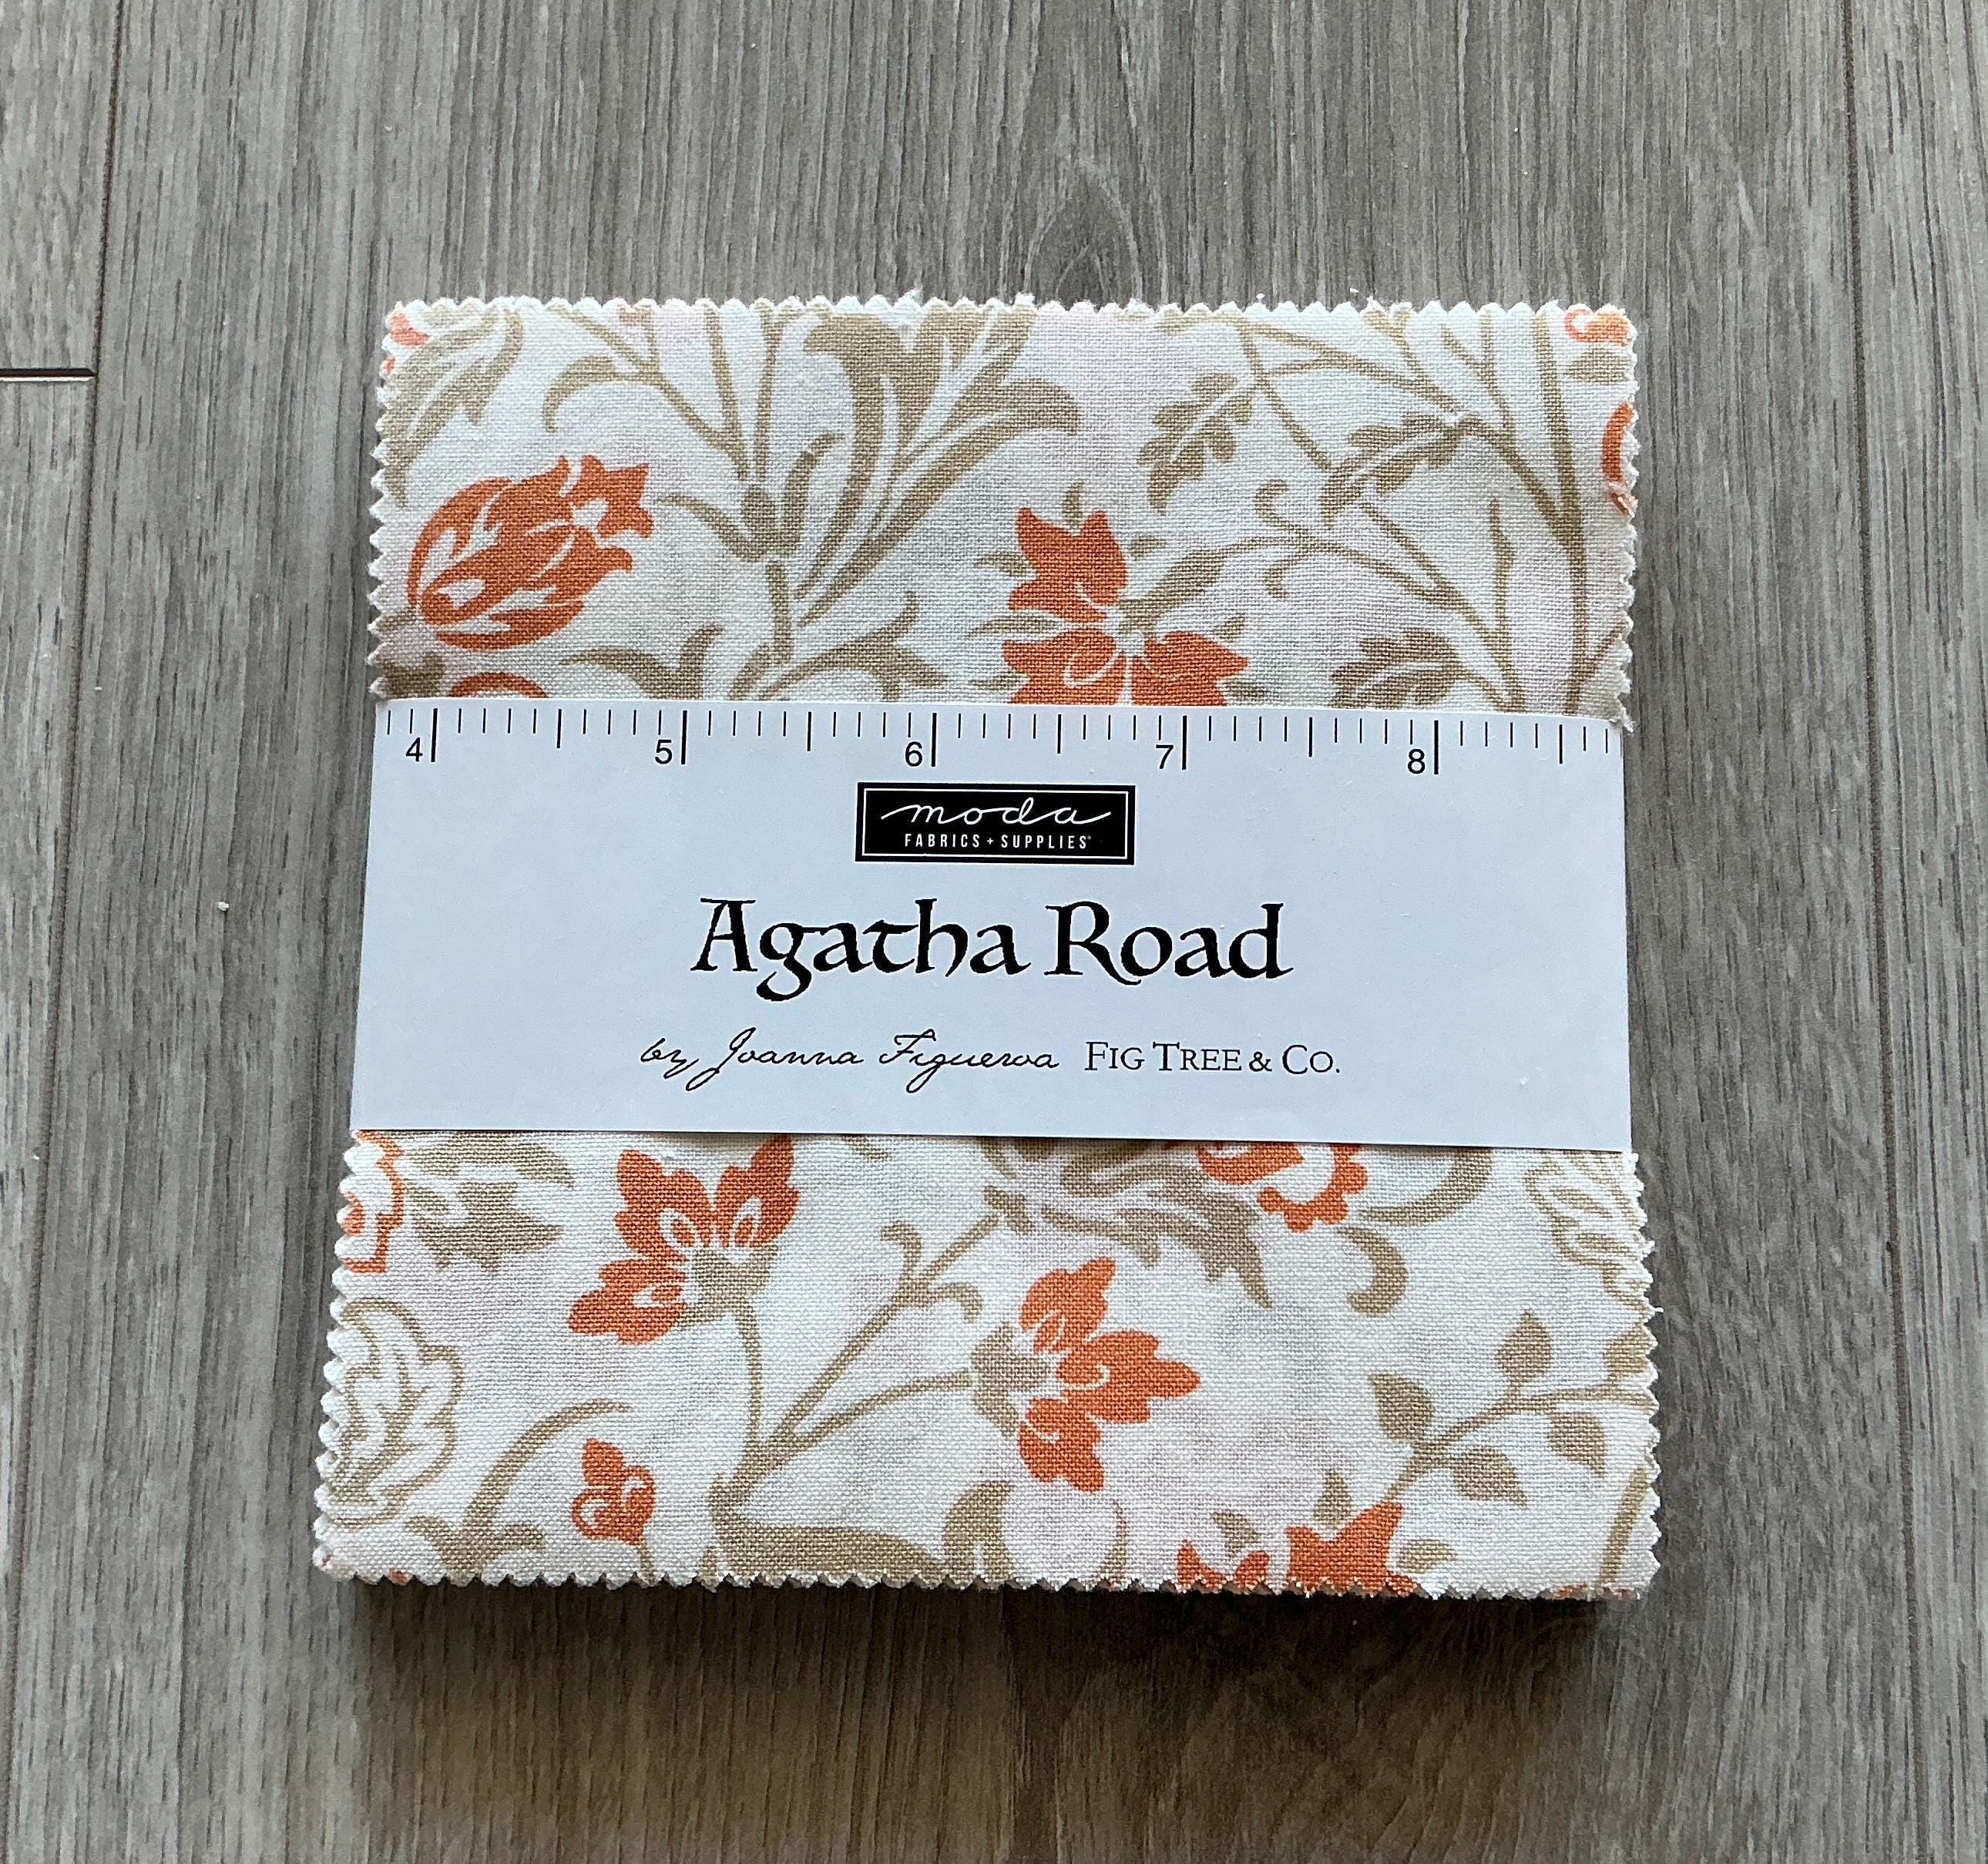 4 5 6 7 8
moda
FABRICS + SUPPLIES®
Agatha Road
by Joanna Figueroa FIG TREE & CO.